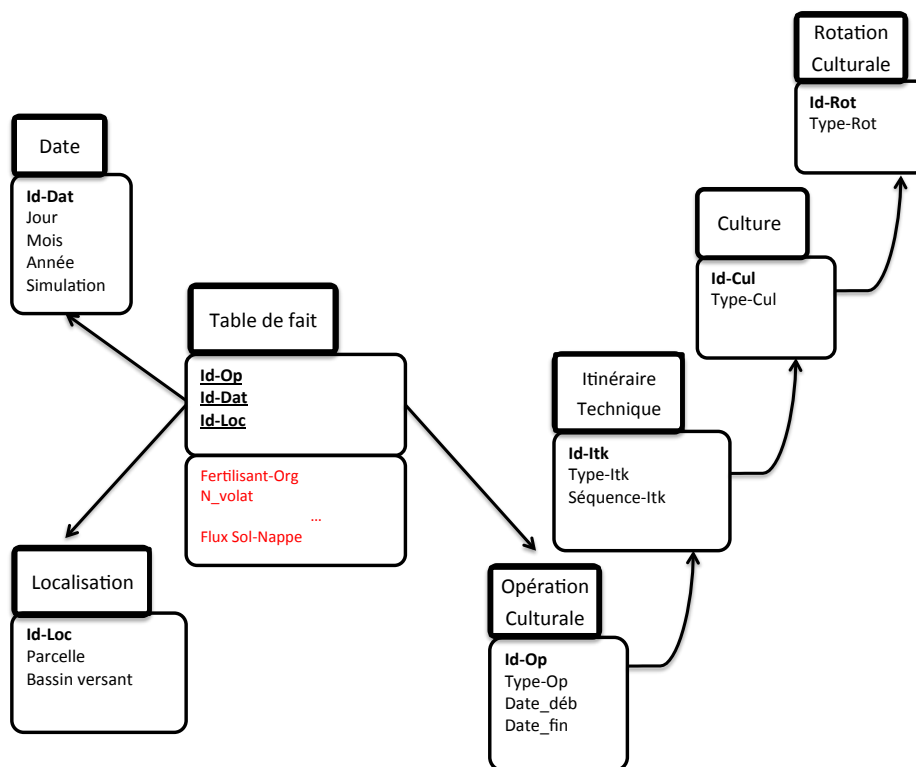 Rotation
Culturale
Id-Rot
Type-Rot
Date
Id-Dat
Jour
Mois
Année
Simulation
Culture
Id-Cul
Type-Cul
Table de fait
Id-Op
Id-Dat
Id-Loc
Fertilisant-Org
N_volat
...
Flux Sol-Nappe
Itinéraire
Technique
Id-Itk
Type-Itk
Séquence-Itk
Localisation
Id-Loc
Parcelle
Bassin versant
Opération
Culturale
Id-Op
Type-Op
Date_déb
Date_fin